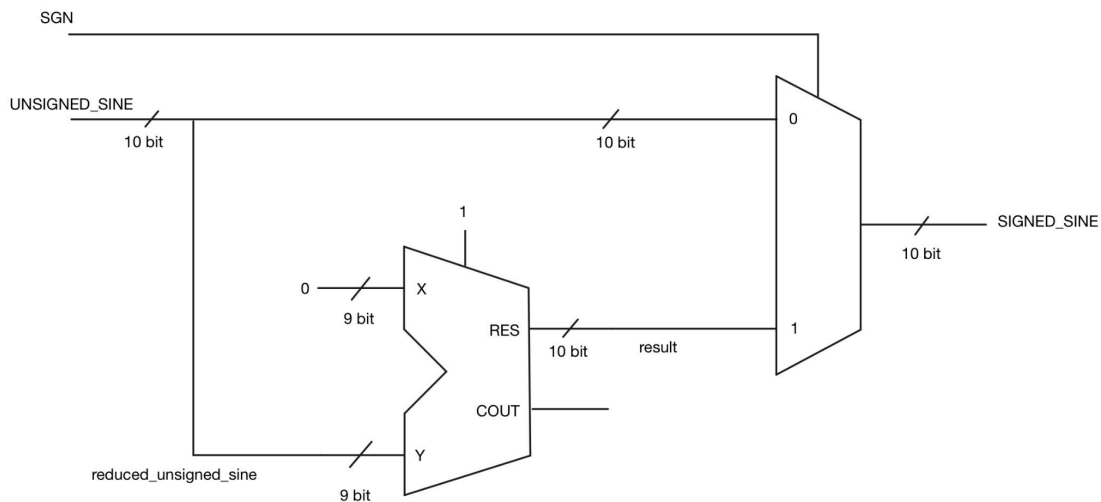 SGN
UNSIGNED_SINE
10 bit
10 bit
0
SIGNED_SINE
10 bit
1
0
9 bit
X
RES
10 bit
result
1
COUT
Y
reduced_unsigned_sine
9 bit